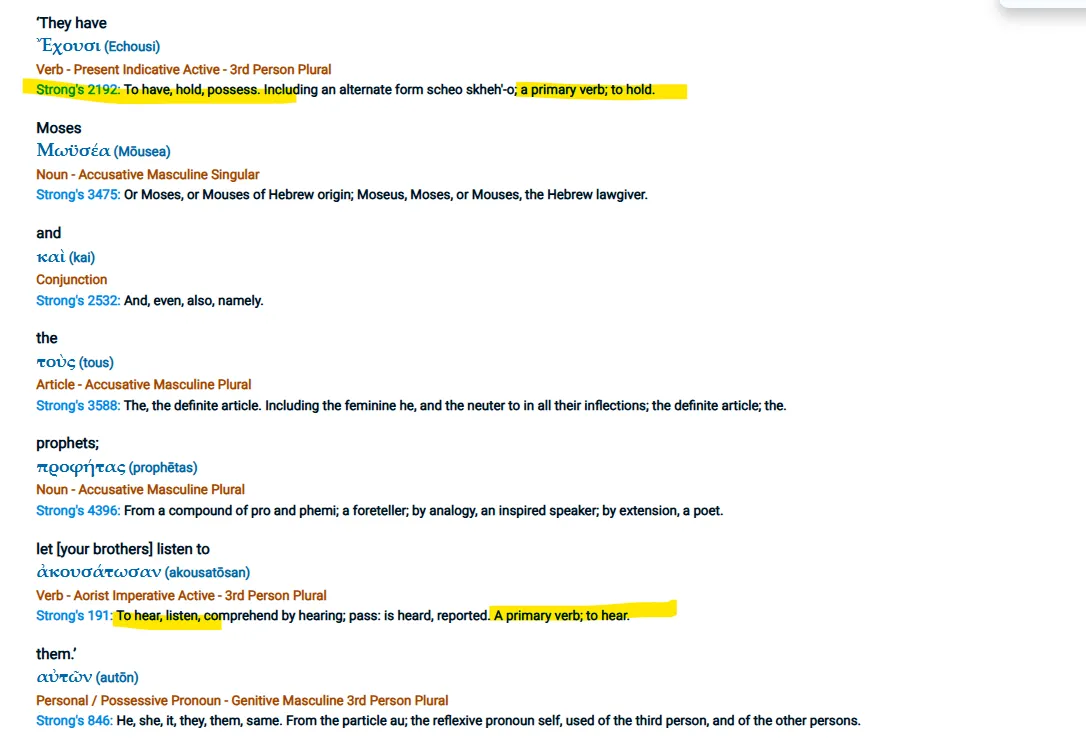 ‘They have
Ἔχουσι (Echousi)
Verb - Present Indicative Active - 3rd Person Plural
Strong's 2192: To have, hold, possess. Including an alternate form scheo skheh'-o; a primary verb; to hold.
Moses
Μωϋσέα (Mōusea)
Noun - Accusative Masculine Singular
Strong's 3475: Or Moses, or Mouses of Hebrew origin; Moseus, Moses, or Mouses, the Hebrew lawgiver.
and
καὶ (kai)
Conjunction
Strong's 2532: And, even, also, namely.
the
τοὺς (tous)
Article - Accusative Masculine Plural
Strong's 3588: The, the definite article. Including the feminine he, and the neuter to in all their inflections; the definite article; the.
prophets;
προφήτας (prophētas)
Noun - Accusative Masculine Plural
Strong's 4396: From a compound of pro and phemi; a foreteller; by analogy, an inspired speaker; by extension, a poet.
let [your brothers] listen to
ἀκουσάτωσαν (akousatōsan)
Verb - Aorist Imperative Active - 3rd Person Plural
Strong's 191: To hear, listen, comprehend by hearing; pass: is heard, reported. A primary verb; to hear.
them.’
αὐτῶν (autōn)
Personal / Possessive Pronoun - Genitive Masculine 3rd Person Plural
Strong's 846: He, she, it, they, them, same. From the particle au; the reflexive pronoun self, used of the third person, and of the other persons.